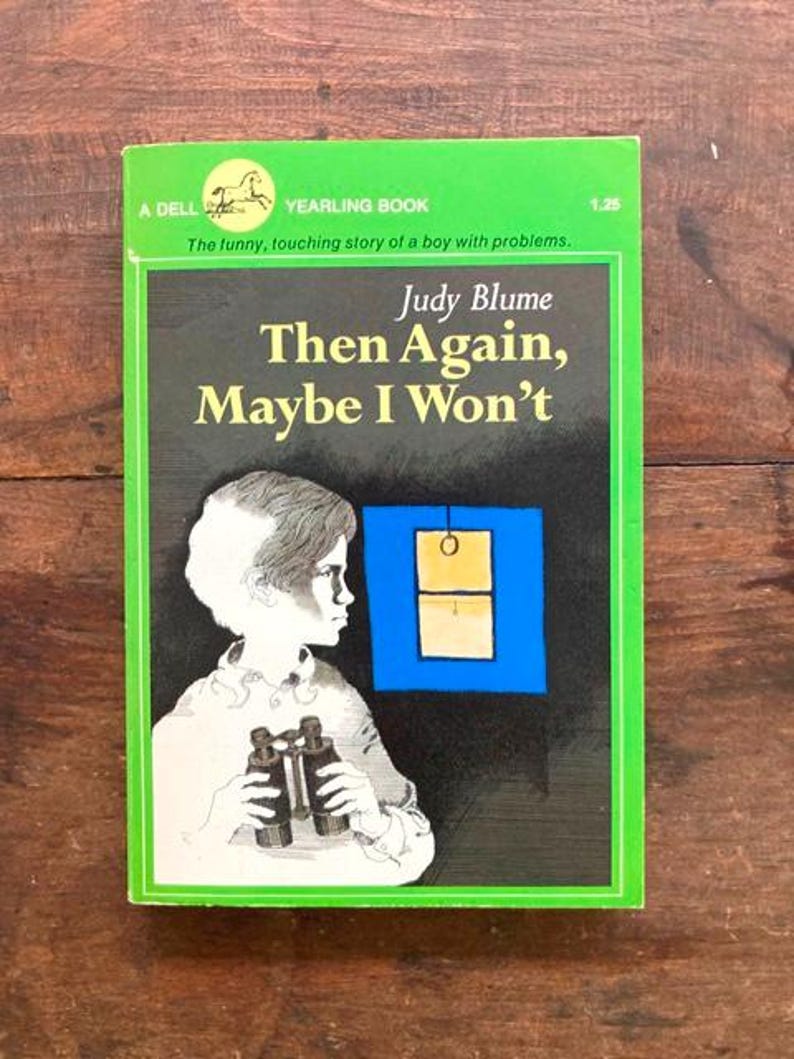 A DELL YEARLING BOOK 1.25
The funny, touching story of a boy with problems.
Judy Blume
Then Again,
Maybe I Won't